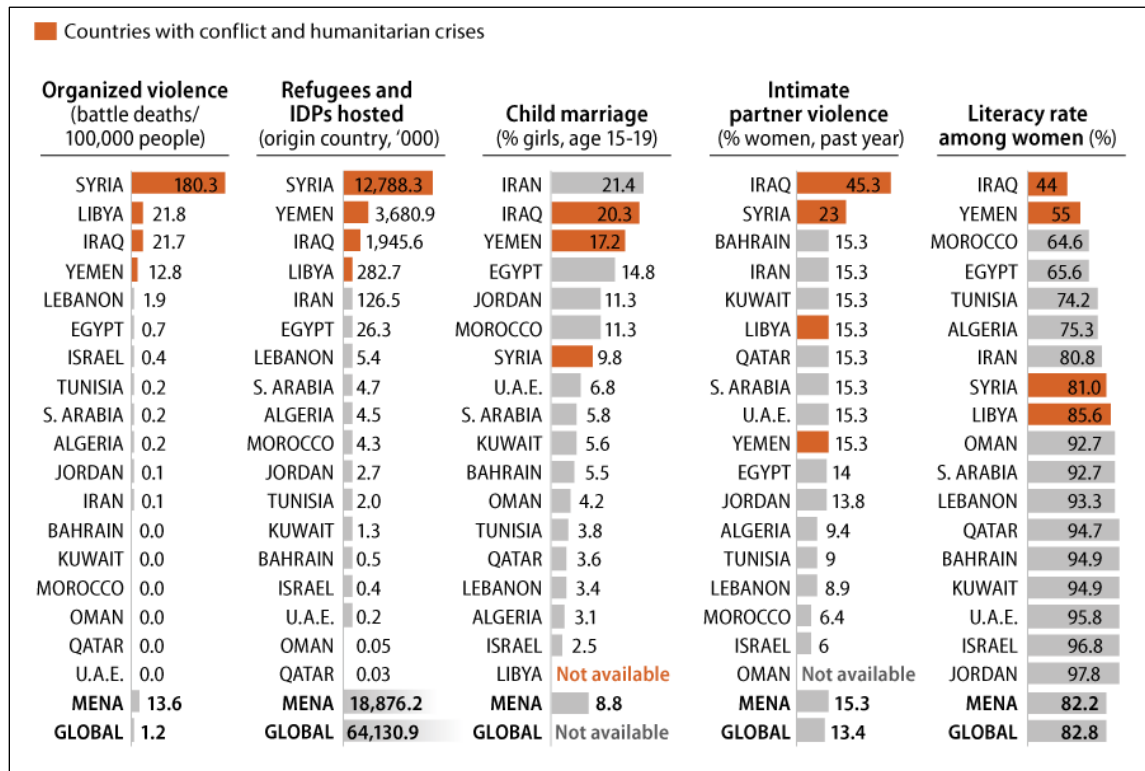 Countries with conflict and humanitarian crises
Organized violence
(battle deaths/
100,000 people)
SYRIA 180.3
LIBYA 21.8
IRAQ 21.7
YEMEN 12.8
LEBANON 1.9
EGYPT 0.7
ISRAEL 0.4
TUNISIA 0.2
S. ARABIA 0.2
ALGERIA 0.2
JORDAN 0.1
IRAN 0.1
BAHRAIN 0.0
KUWAIT 0.0
MOROCCO 0.0
OMAN 0.0
QATAR 0.0
U.A.E. 0.0
MENA 13.6
GLOBAL 1.2
Refugees and
IDPs hosted
(origin country, ‘000)
SYRIA 12,788.3
YEMEN 3,680.9
IRAQ 1,945.6
LIBYA 282.7
IRAN 126.5
EGYPT 26.3
LEBANON 5.4
S. ARABIA 4.7
ALGERIA 4.5
MOROCCO 4.3
JORDAN 2.7
TUNISIA 2.0
KUWAIT 1.3
BAHRAIN 0.5
ISRAEL 0.4
U.A.E. 0.2
OMAN 0.05
QATAR 0.03
MENA 18,876.2
GLOBAL 64,130.9
Child marriage
(% girls, age 15-19)
IRAN 21.4
IRAQ 20.3
YEMEN 17.2
EGYPT 14.8
JORDAN 11.3
MOROCCO 11.3
SYRIA 9.8
U.A.E. 6.8
S. ARABIA 5.8
KUWAIT 5.6
BAHRAIN 5.5
OMAN 4.2
TUNISIA 3.8
QATAR 3.6
LEBANON 3.4
ALGERIA 3.1
ISRAEL 2.5
LIBYA Not available
MENA 8.8
GLOBAL Not available
Intimate
partner violence
(% women, past year)
IRAQ 45.3
SYRIA 23
BAHRAIN 15.3
IRAN 15.3
KUWAIT 15.3
LIBYA 15.3
QATAR 15.3
S. ARABIA 15.3
U.A.E. 15.3
YEMEN 15.3
EGYPT 14
JORDAN 13.8
ALGERIA 9.4
TUNISIA 9
LEBANON 8.9
MOROCCO 6.4
ISRAEL 6
OMAN Not available
MENA 15.3
GLOBAL 13.4
Literacy rate
among women (%)
IRAQ 44
YEMEN 55
MOROCCO 64.6
EGYPT 65.6
TUNISIA 74.2
ALGERIA 75.3
IRAN 80.8
SYRIA 81.0
LIBYA 85.6
OMAN 92.7
S. ARABIA 92.7
LEBANON 93.3
QATAR 94.7
BAHRAIN 94.9
KUWAIT 94.9
U.A.E. 95.8
ISRAEL 96.8
JORDAN 97.8
MENA 82.2
GLOBAL 82.8